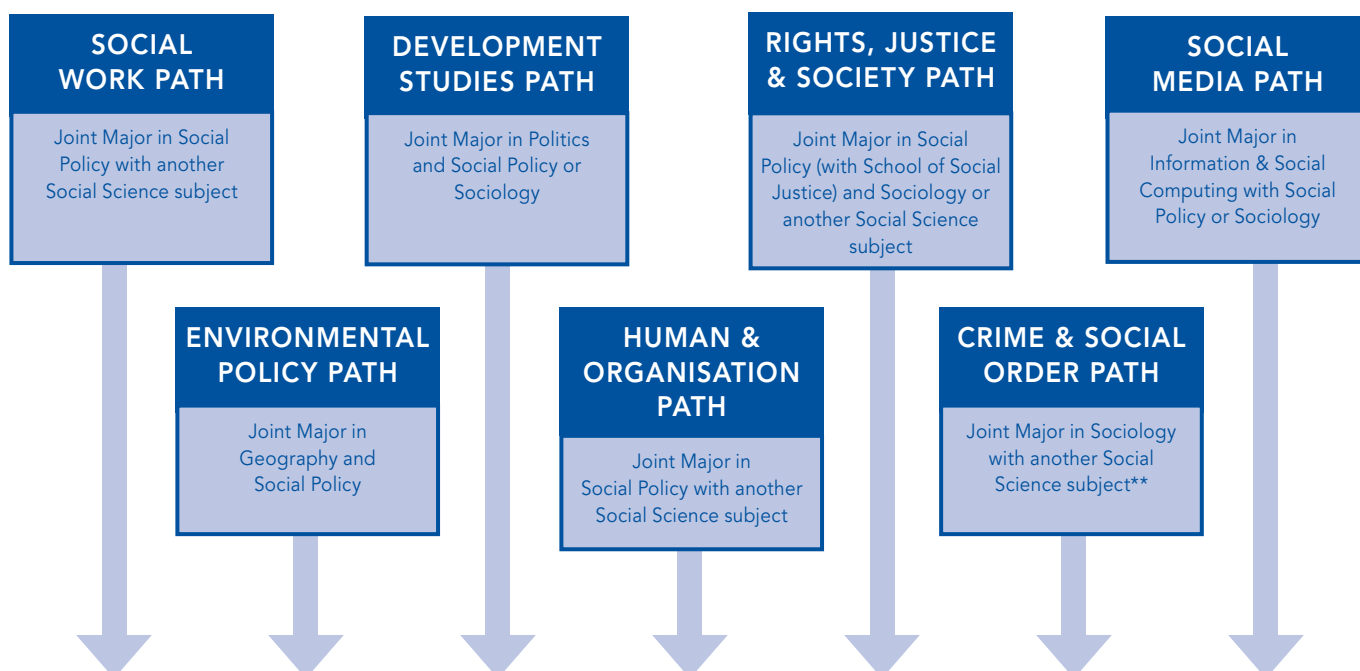 SOCIAL
WORK PATH
Joint Major in Social
Policy with another
Social Science subject
DEVELOPMENT
STUDIES PATH
Joint Major in Politics
and Social Policy or
Sociology
RIGHTS, JUSTICE
& SOCIETY PATH
Joint Major in Social
Policy (with School of Social
Justice) and Sociology or
another Social Science
subject
SOCIAL
MEDIA PATH
Joint Major in
Information & Social
Computing with Social
Policy or Sociology
ENVIRONMENTAL
POLICY PATH
Joint Major in
Geography and
Social Policy
HUMAN &
ORGANISATION
PATH
Joint Major in
Social Policy with another
Social Science subject
CRIME & SOCIAL
ORDER PATH
Joint Major in Sociology
with another Social
Science subject**